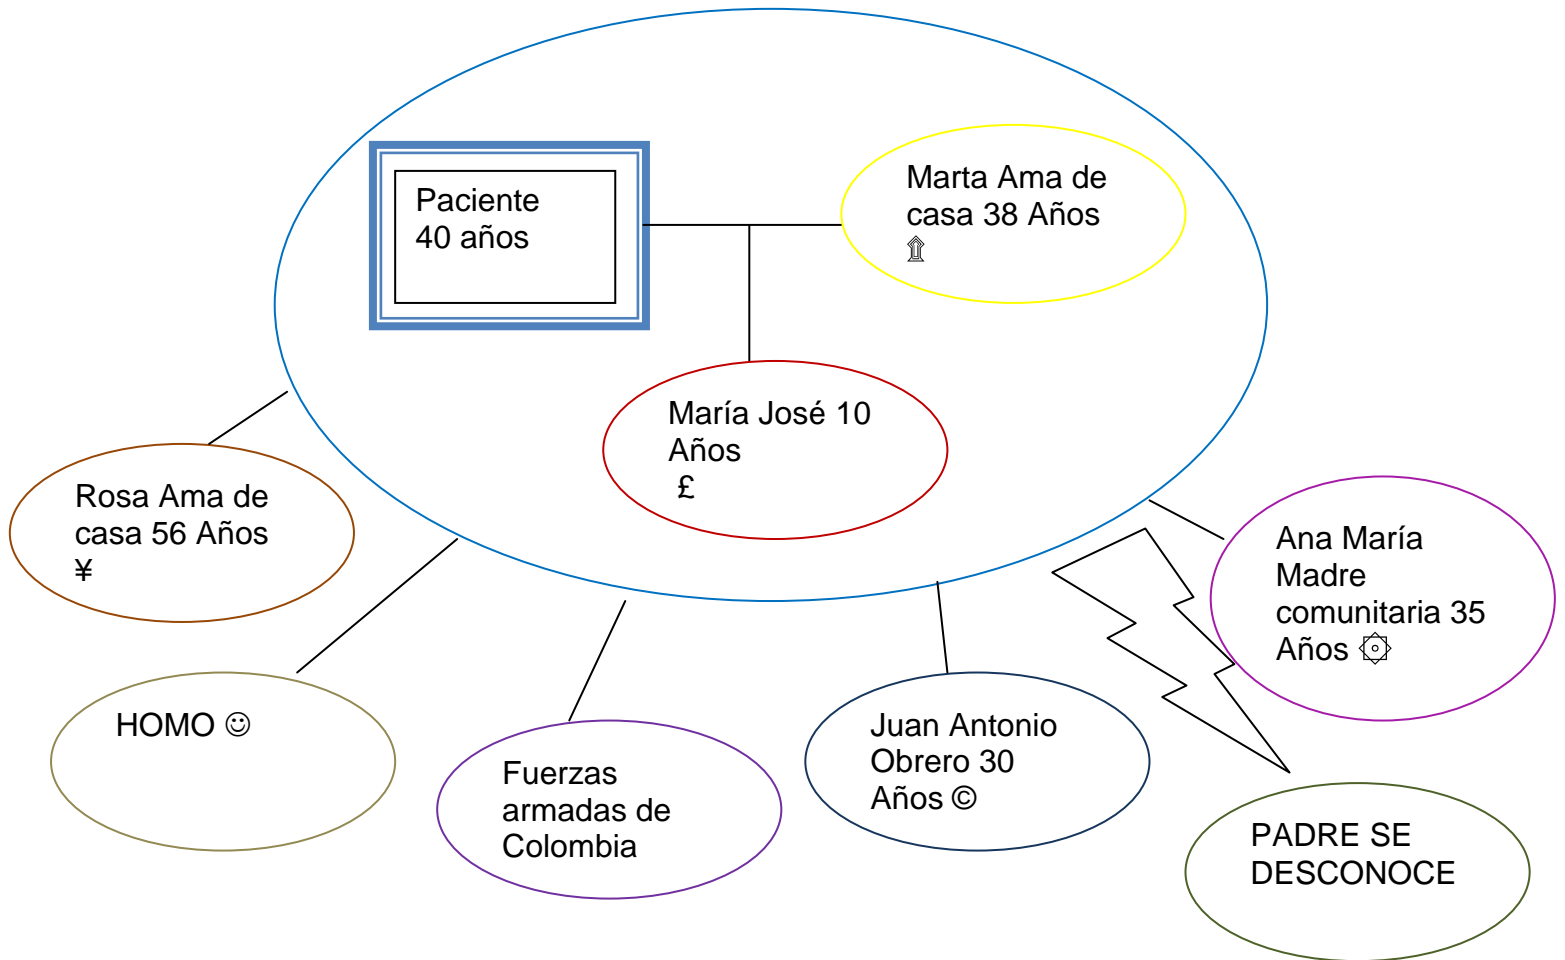 Paciente
40 años
Marta Ama de
casa 38 Años
۩
María José 10
Años
£
Rosa Ama de
casa 56 Años
¥
Ana María
Madre
comunitaria 35
Años ۞
HOMO ☺
Fuerzas
armadas de
Colombia
Juan Antonio
Obrero 30
Años ©
PADRE SE
DESCONOCE